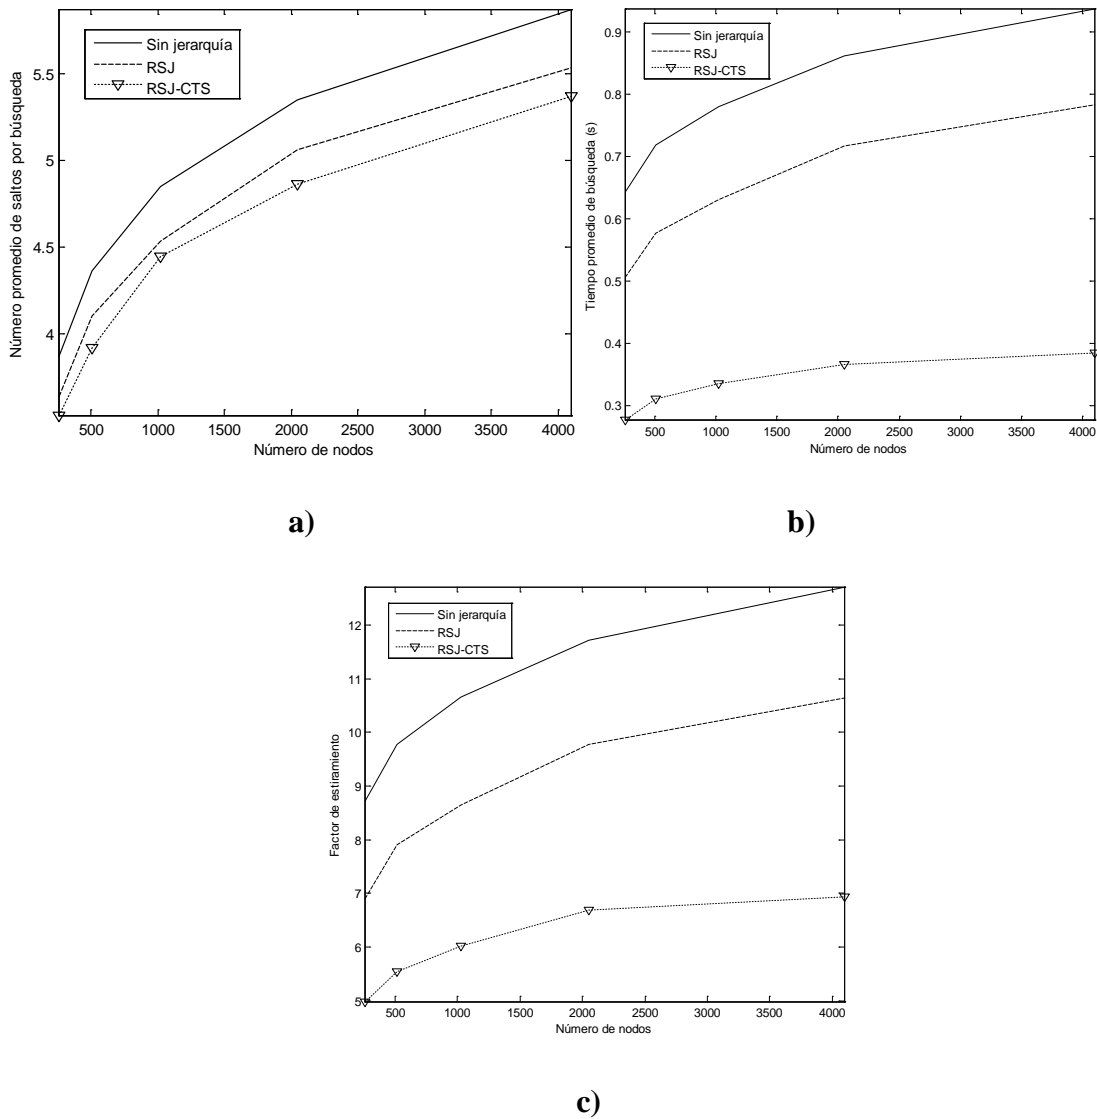 Sin jerarquía
RSJ
RSJ-CTS
Número promedio de saltos por búsqueda
5.5
5
4.5
4
500 1000 1500 2000 2500 3000 3500 4000
Número de nodos
a)
Sin jerarquía
RSJ
RSJ-CTS
Tiempo promedio de búsqueda (s)
0.9
0.8
0.7
0.6
0.5
0.4
0.3
500 1000 1500 2000 2500 3000 3500 4000
Número de nodos
b)
Sin jerarquía
RSJ
RSJ-CTS
Factor de estiramiento
12
11
10
9
8
7
6
5
500 1000 1500 2000 2500 3000 3500 4000
Número de nodos
c)